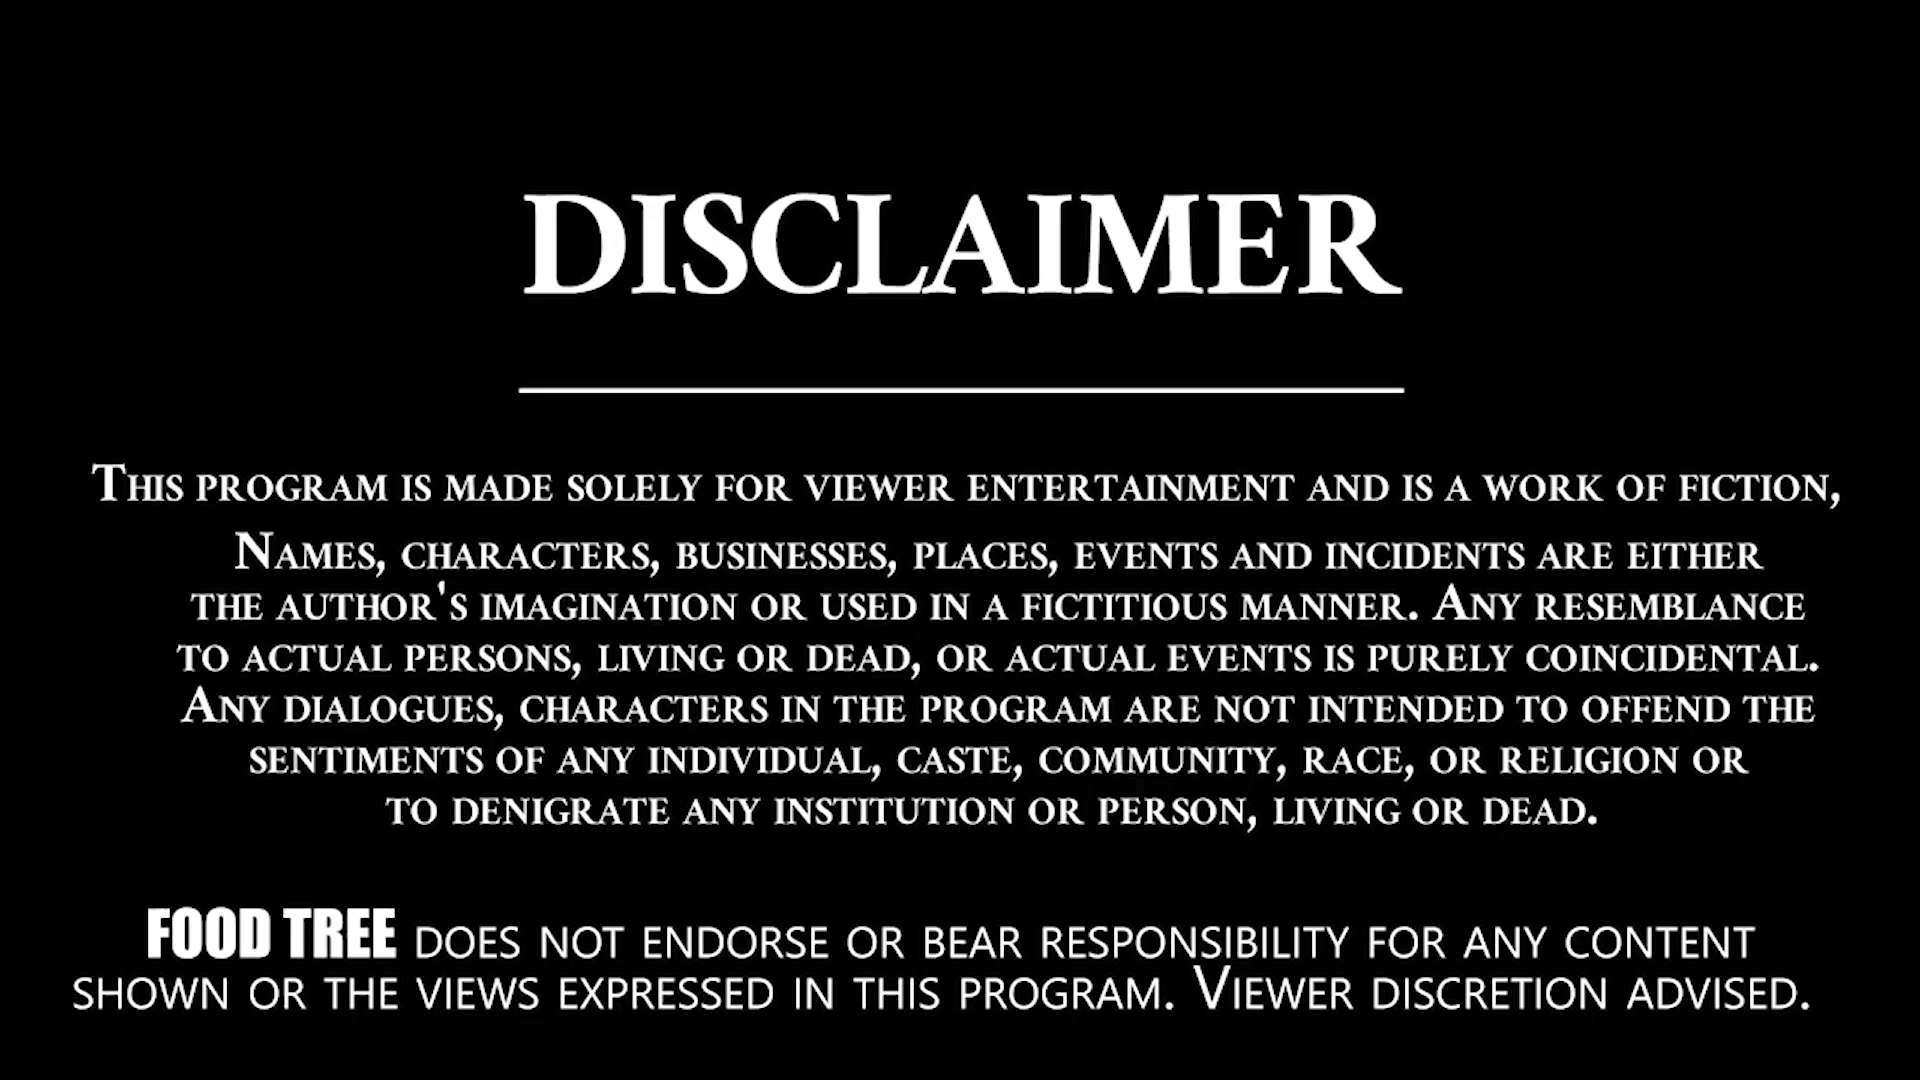 DISCLAIMER
This program is made solely for viewer entertainment and is a work of fiction,
Names, characters, businesses, places, events and incidents are either
the author's imagination or used in a fictitious manner. Any resemblance
to actual persons, living or dead, or actual events is purely coincidental.
Any dialogues, characters in the program are not intended to offend the
sentiments of any individual, caste, community, race, or religion or
to denigrate any institution or person, living or dead.
FOOD TREE does not endorse or bear responsibility for any content
shown or the views expressed in this program. Viewer discretion advised.